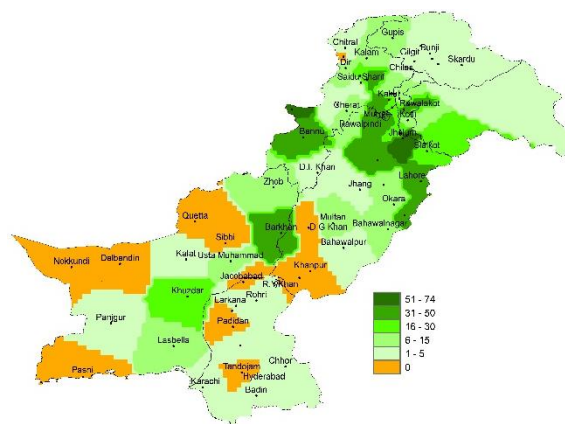 Gupis
Chitral
Bunji
Kalam
Gilgit
Skardu
Dir
Chilas
Saidu Sharif
Kakul
Cherat
Rawalakot
Murree
Kotli
Rawalpindi
Bannu
Jhelum
Sialkot
D.I. Khan
Lahore
Zhob
Jhang
Okara
Quetta
Multan
Barkhan
D G Khan
Bahawalnagar
Sibbi
Bahawalpur
Nokkundi
Dalbandin
Kalat
Usta Muhammad
Jacobabad
Khanpur
R.Y.Khan
Khuzdar
Rohri
Larkana
Panjgur
Padidan
Lasbella
Chhor
Pasni
Tandojam
Hyderabad
Karachi
Badin
51 - 74
31 - 50
16 - 30
6 - 15
1 - 5
0